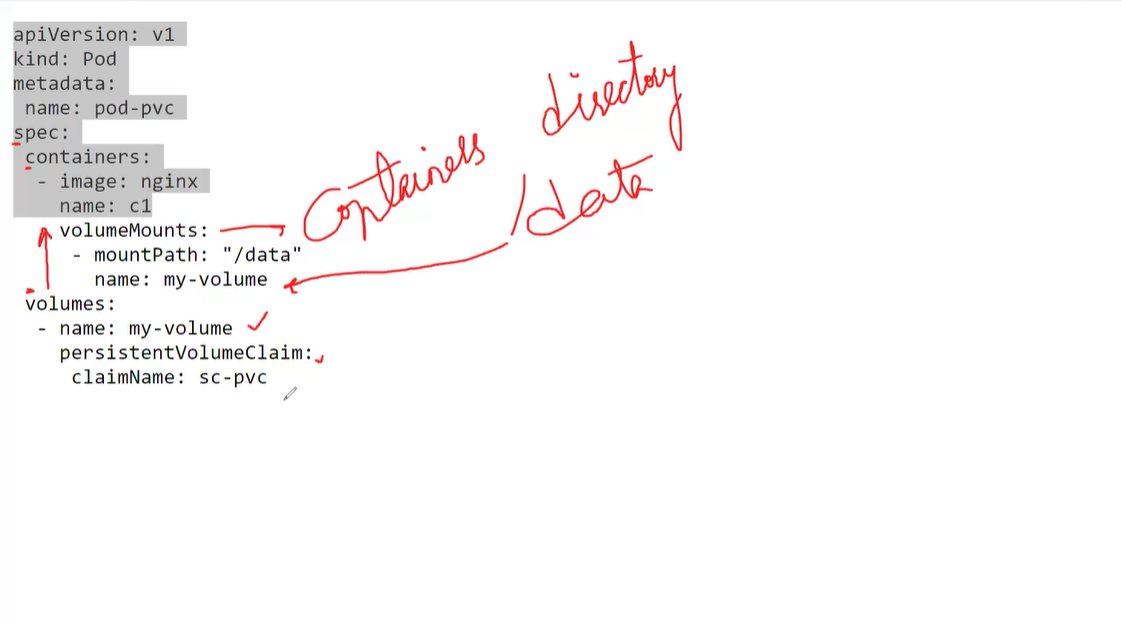 apiVersion: v1
kind: Pod
metadata:
 name: pod-pvc
spec:
 containers:
  - image: nginx
    name: c1
    volumeMounts:
     - mountPath: "/data"
       name: my-volume
 volumes:
  - name: my-volume
    persistentVolumeClaim:
     claimName: sc-pvc
Containers directory
/data